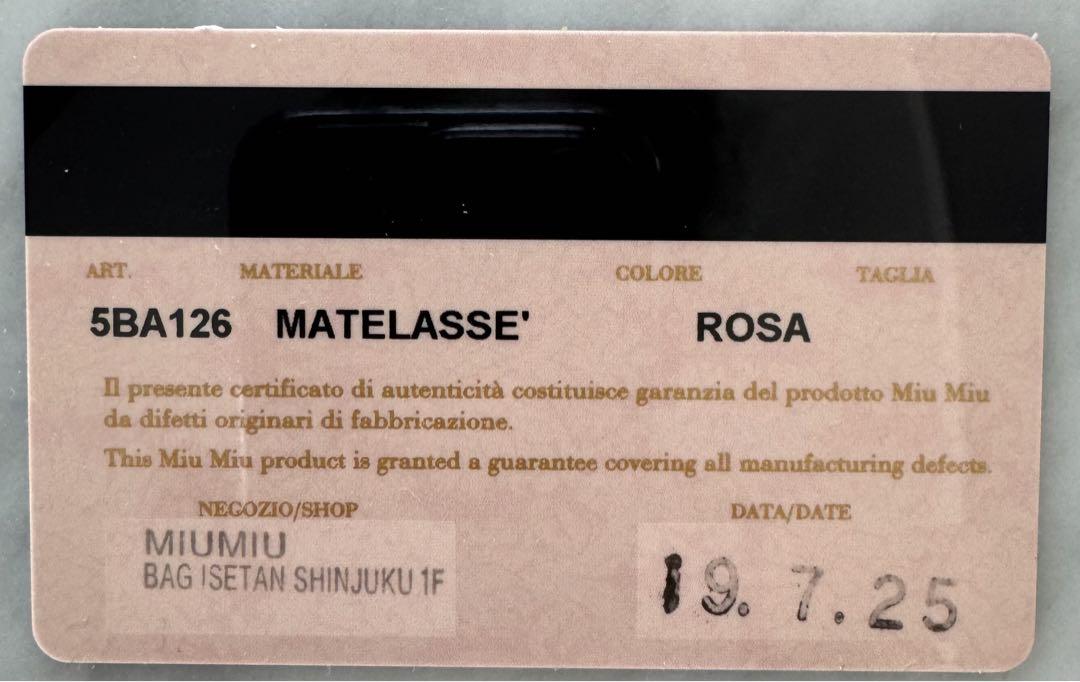 ART. MATERIALE COLORE TAGLIA
5BA126 MATELASSE' ROSA
Il presente certificato di autenticità costituisce garanzia del prodotto Miu Miu
da difetti originari di fabbricazione.
This Miu Miu product is granted a guarantee covering all manufacturing defects.
NEGOZIO/SHOP DATA/DATE
MIUMIU
BAG ISETAN SHINJUKU 1F
19. 7. 25